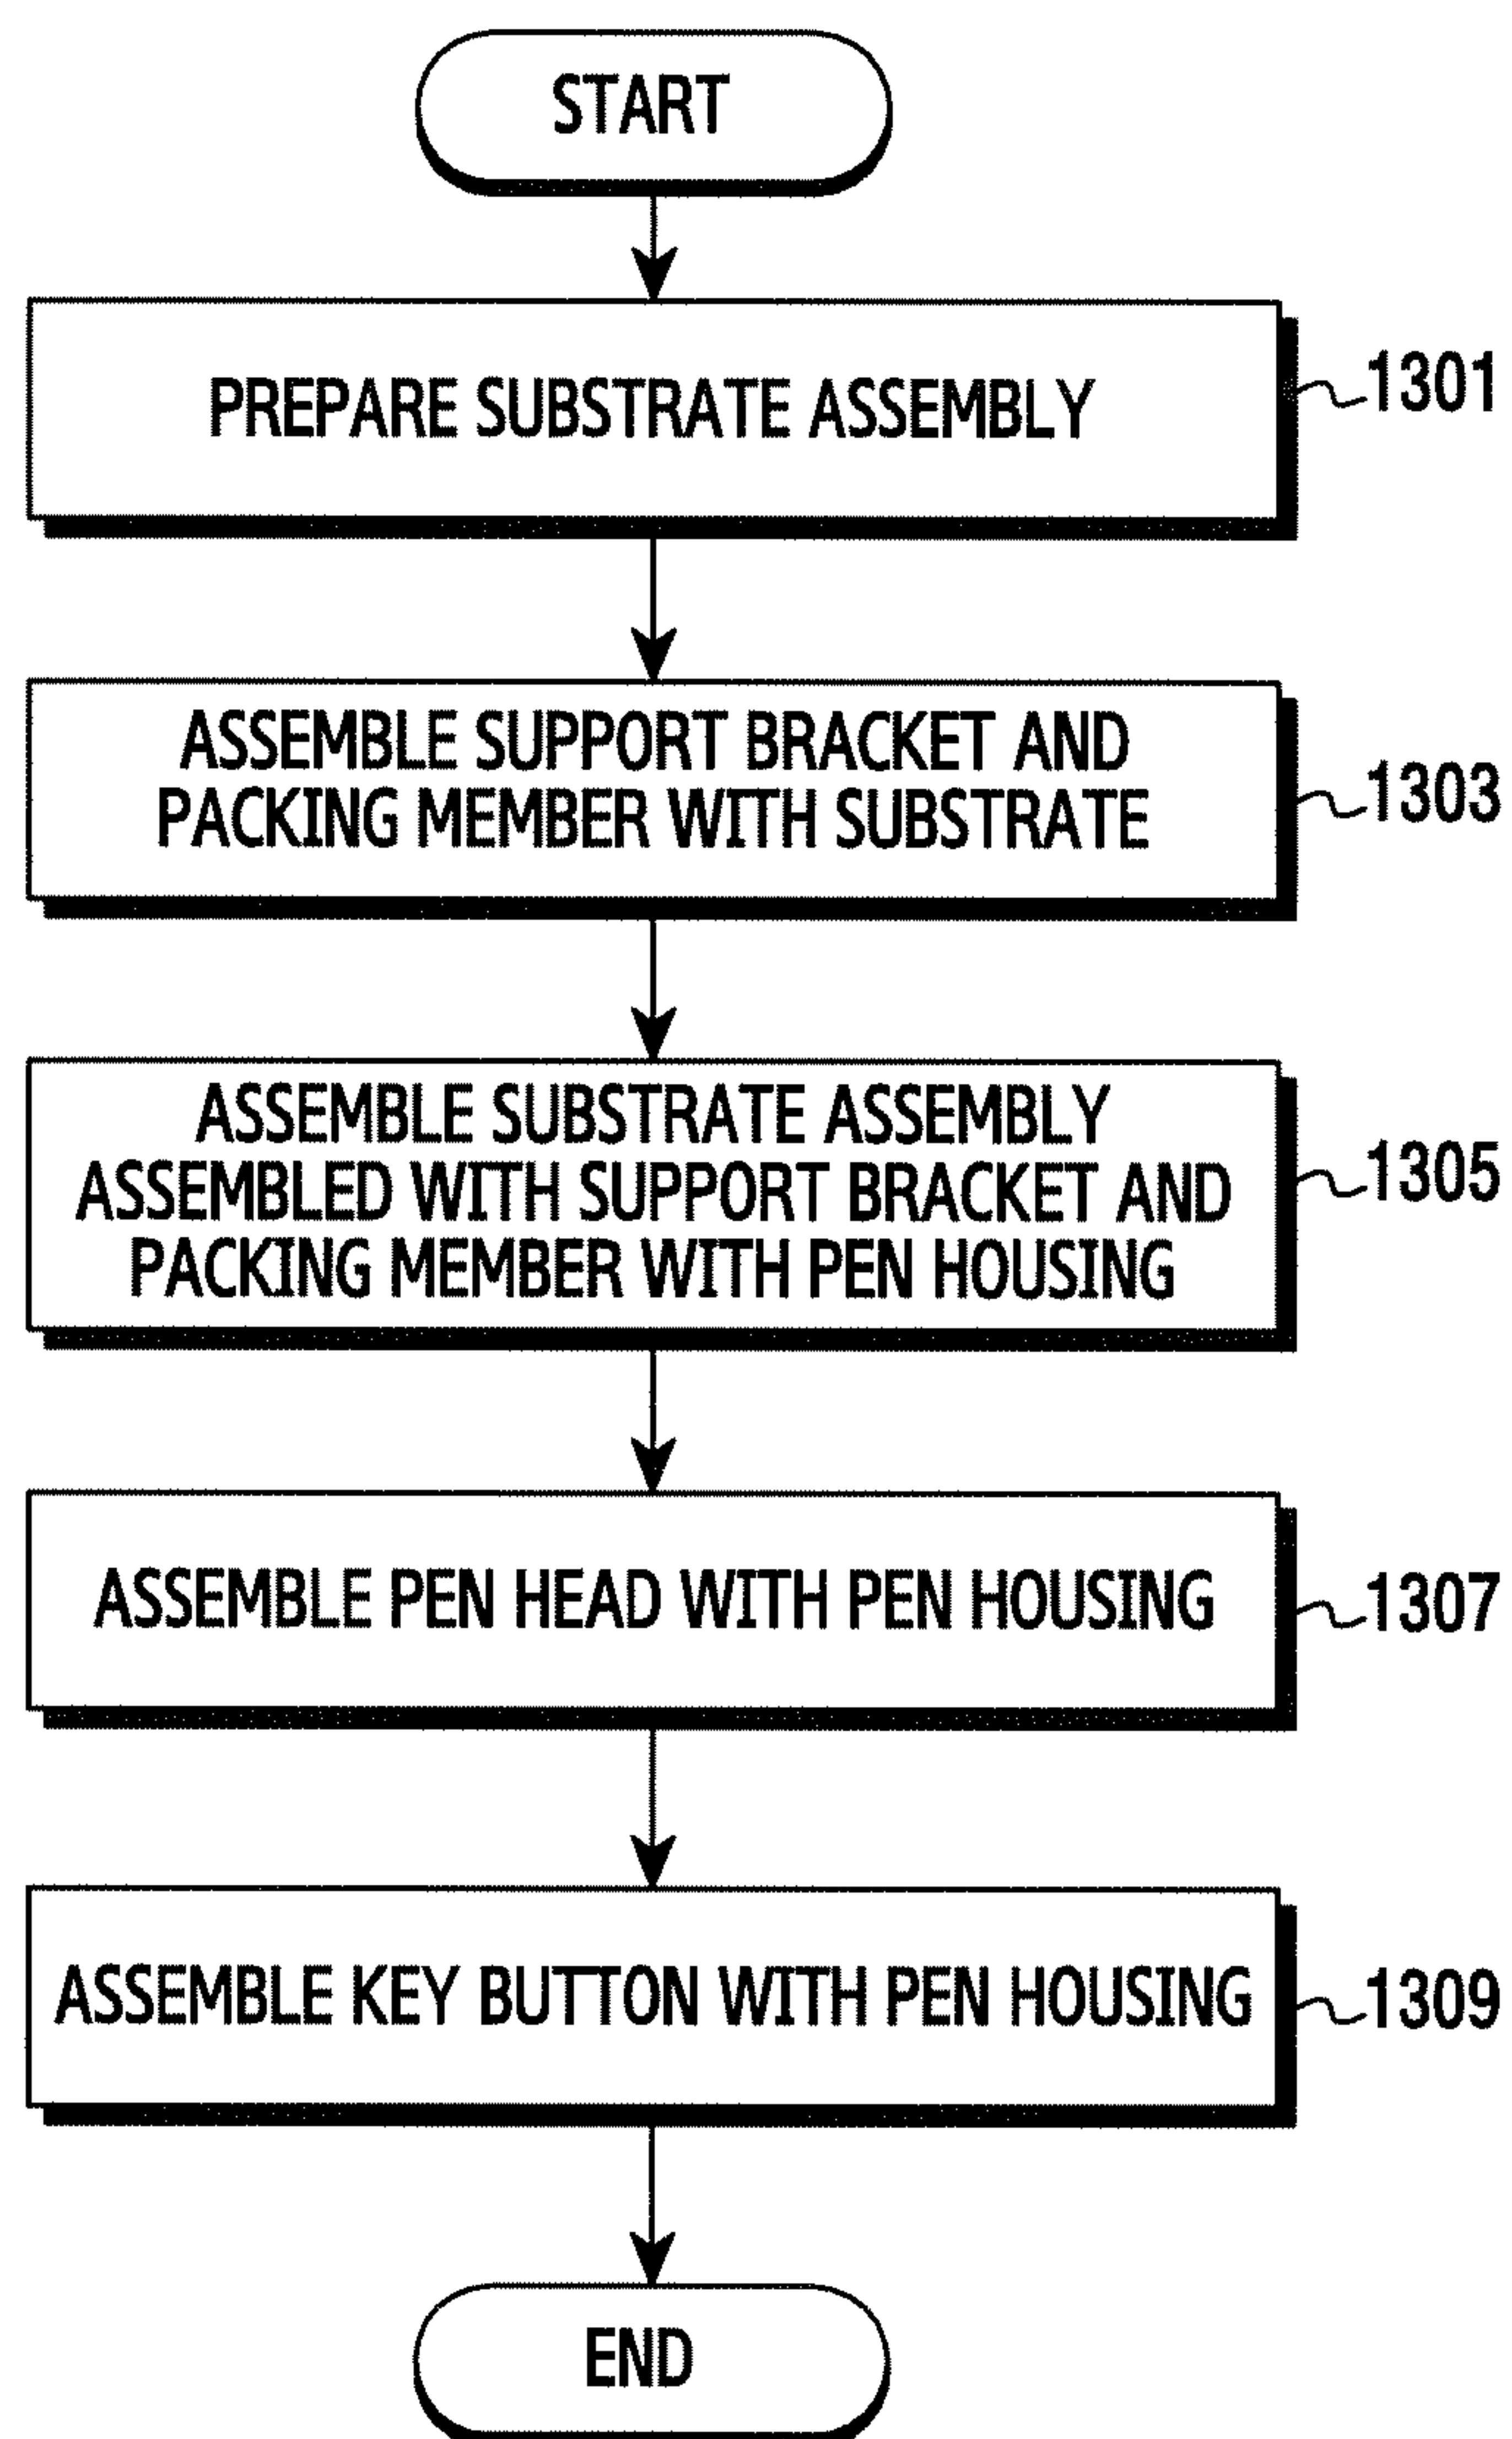 START
PREPARE SUBSTRATE ASSEMBLY
1301
ASSEMBLE SUPPORT BRACKET AND
PACKING MEMBER WITH SUBSTRATE
1303
ASSEMBLE SUBSTRATE ASSEMBLY
ASSEMBLED WITH SUPPORT BRACKET AND
PACKING MEMBER WITH PEN HOUSING
1305
ASSEMBLE PEN HEAD WITH PEN HOUSING
1307
ASSEMBLE KEY BUTTON WITH PEN HOUSING
1309
END